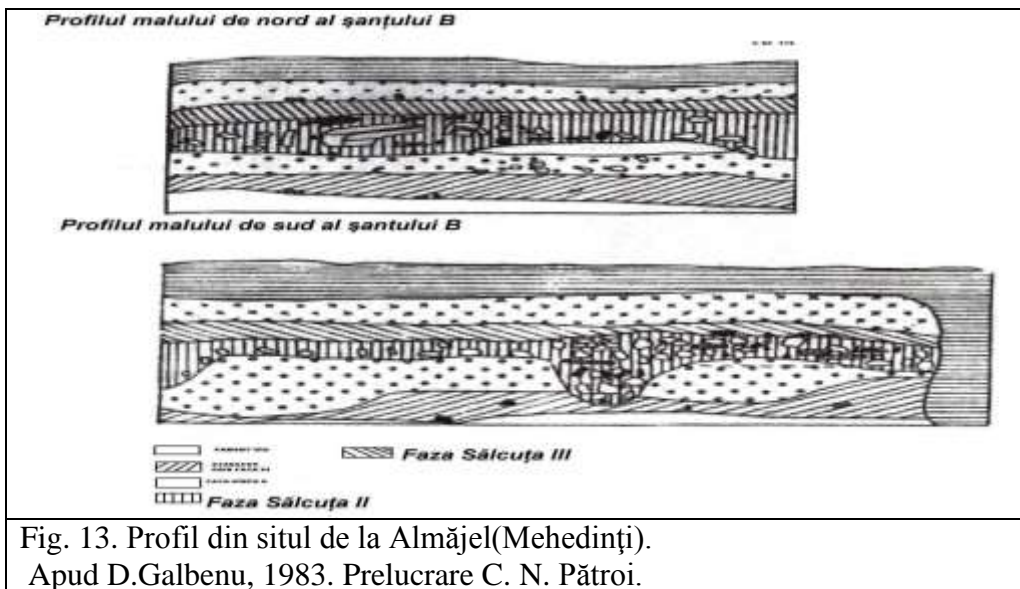 Profilul malului de nord al şanţului B
Profilul malului de sud al şantului B
Faza Sălcuţa III
Faza Sălcuţa II
Fig. 13. Profil din situl de la Almăjel(Mehedinţi).
Apud D.Galbenu, 1983. Prelucrare C. N. Pătroi.